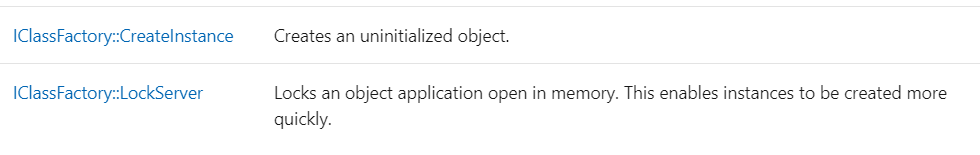 IClassFactory::CreateInstance Creates an uninitialized object.
IClassFactory::LockServer Locks an object application open in memory. This enables instances to be created more
quickly.